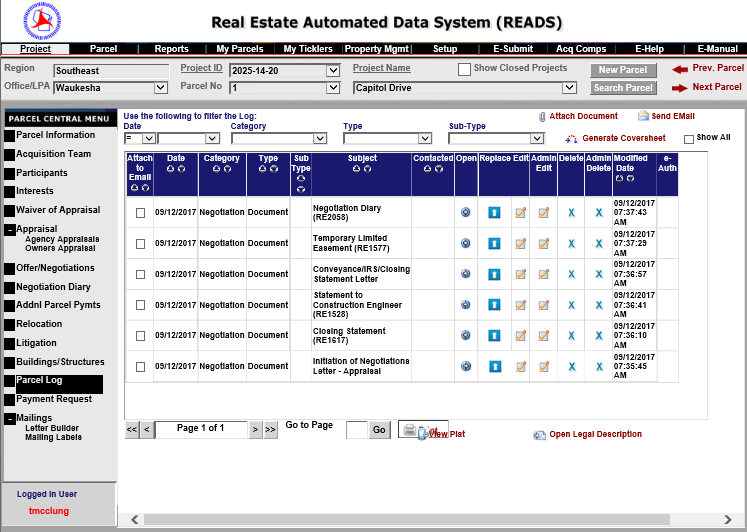 Real Estate Automated Data System (READS)
Project Parcel Reports My Parcels My Ticklers Property Mgmt Setup E-Submit Acq Comps E-Help E-Manual
Region Southeast Project ID 2025-14-20 Project Name Show Closed Projects New Parcel Prev. Parcel
Office/LPA Waukesha Parcel No 1 Capitol Drive Search Parcel Next Parcel
PARCEL CENTRAL MENU
Parcel Information
Acquisition Team
Participants
Interests
Waiver of Appraisal
- Appraisal
Agency Appraisals
Owners Appraisal
Offer/Negotiations
Negotiation Diary
Addnl Parcel Pymts
Relocation
Litigation
Buildings/Structures
Parcel Log
Payment Request
- Mailings
Letter Builder
Mailing Labels
Logged In User
tmcclung
Use the following to filter the Log:
Attach Document Send EMail
Date Category Type Sub-Type
=
Generate Coversheet Show All
Attach to Email Date Category Type Sub Type Subject Contacted Open Replace Edit Admin Edit Delete Admin Delete Modified Date e-Auth
09/12/2017 Negotiation Document Negotiation Diary (RE2058) X X 09/12/2017 07:37:43 AM
09/12/2017 Negotiation Document Temporary Limited Easement (RE1577) X X 09/12/2017 07:37:29 AM
09/12/2017 Negotiation Document Conveyance/IRS/Closing Statement Letter X X 09/12/2017 07:36:57 AM
09/12/2017 Negotiation Document Statement to Construction Engineer (RE1528) X X 09/12/2017 07:36:41 AM
09/12/2017 Negotiation Document Closing Statement (RE1617) X X 09/12/2017 07:36:10 AM
09/12/2017 Negotiation Document Initiation of Negotiations Letter - Appraisal X X 09/12/2017 07:35:45 AM
<< < Page 1 of 1 > >> Go to Page Go
View Plat Open Legal Description